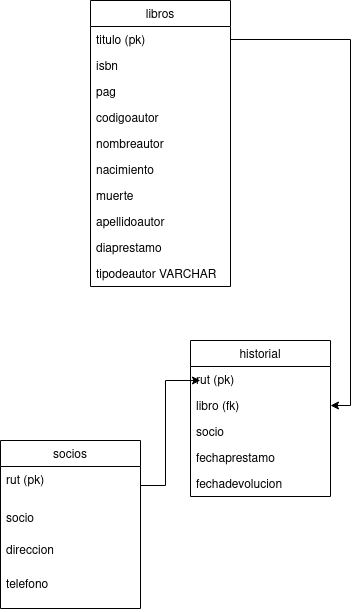 libros
titulo (pk)
isbn
pag
codigoautor
nombreautor
nacimiento
muerte
apellidoautor
diaprestamo
tipodeautor VARCHAR
historial
rut (pk)
libro (fk)
socio
fechaprestamo
fechadevolucion
socios
rut (pk)
socio
direccion
telefono